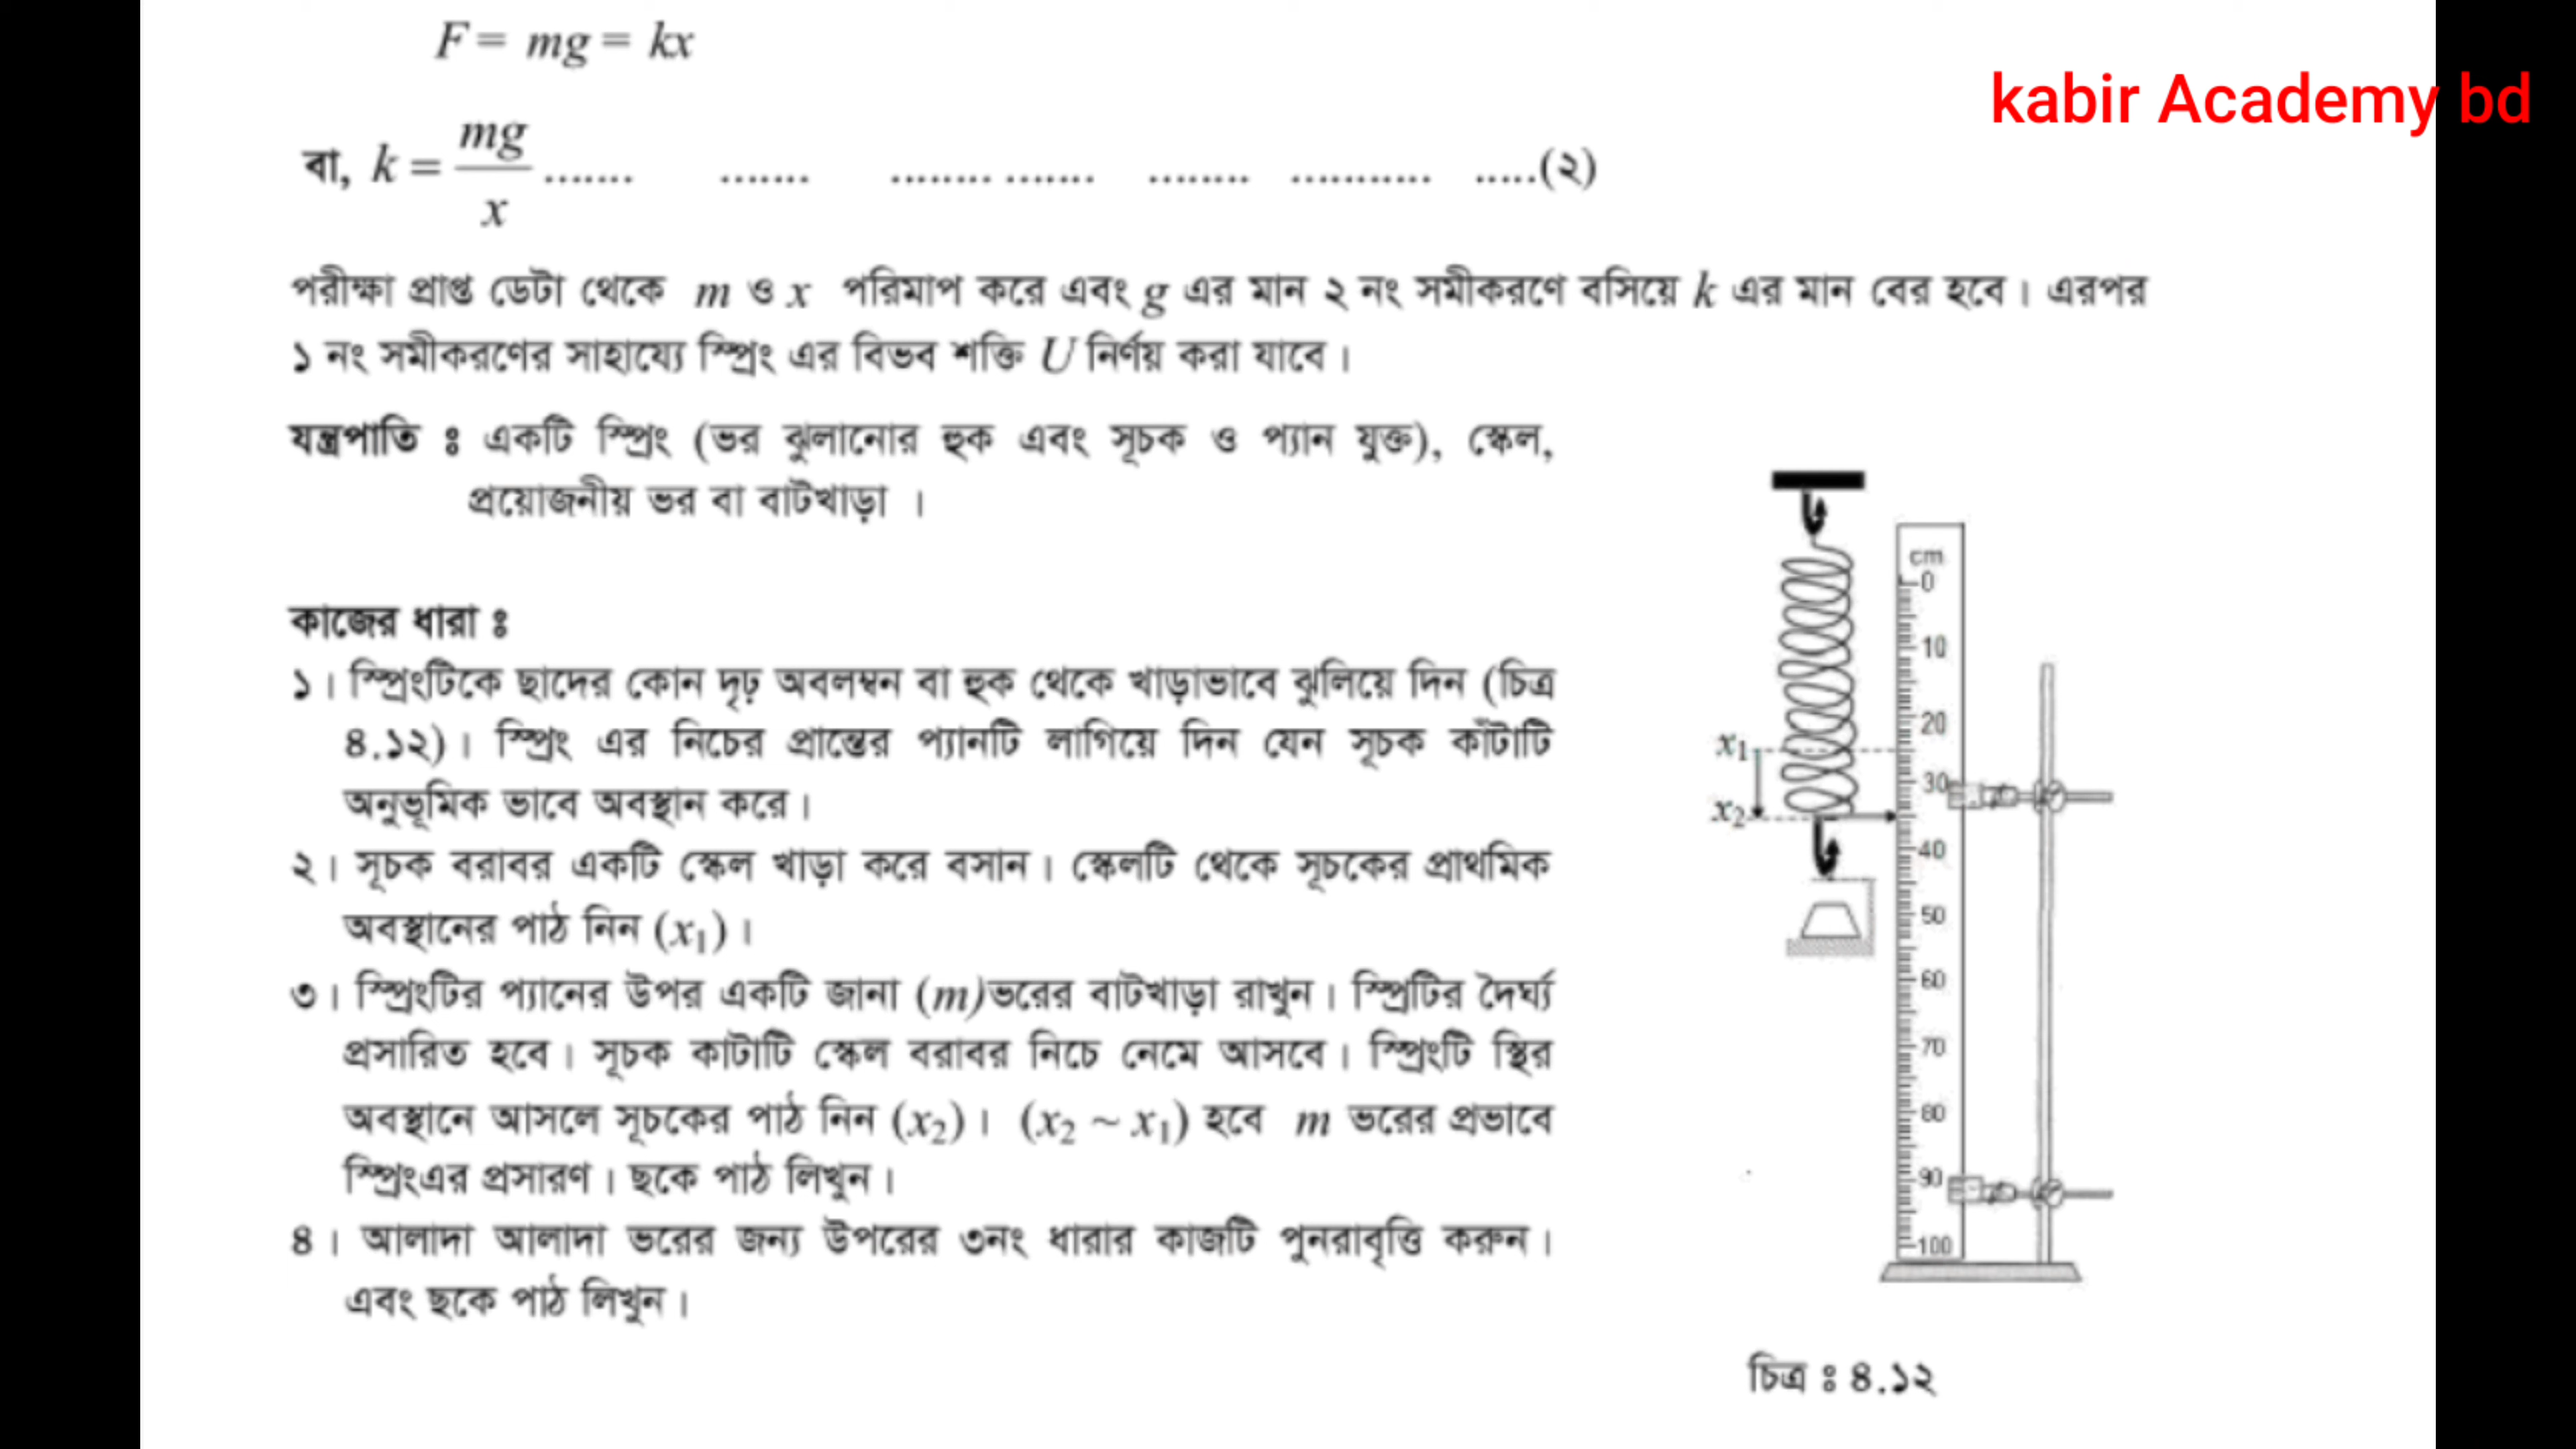 F = mg = kx
kabir Academy bd
বা, k = mg/x ....... ....... ........ ....... ........ ........... .....(২)
পরীক্ষা প্রাপ্ত ডেটা থেকে m ও x পরিমাপ করে এবং g এর মান ২ নং সমীকরণে বসিয়ে k এর মান বের হবে। এরপর
১ নং সমীকরণের সাহায্যে স্প্রিং এর বিভব শক্তি U নির্ণয় করা যাবে।
যন্ত্রপাতি ঃ একটি স্প্রিং (ভর ঝুলানোর হুক এবং সূচক ও প্যান যুক্ত), স্কেল,
প্রয়োজনীয় ভর বা বাটখাড়া ।
কাজের ধারা ঃ
১। স্প্রিংটিকে ছাদের কোন দৃঢ় অবলম্বন বা হুক থেকে খাড়াভাবে ঝুলিয়ে দিন (চিত্র
৪.১২)। স্প্রিং এর নিচের প্রান্তের প্যানটি লাগিয়ে দিন যেন সূচক কাঁটাটি
অনুভূমিক ভাবে অবস্থান করে।
২। সূচক বরাবর একটি স্কেল খাড়া করে বসান। স্কেলটি থেকে সূচকের প্রাথমিক
অবস্থানের পাঠ নিন (x₁)।
৩। স্প্রিংটির প্যানের উপর একটি জানা (m)ভরের বাটখাড়া রাখুন। স্প্রিটির দৈর্ঘ্য
প্রসারিত হবে। সূচক কাটাটি স্কেল বরাবর নিচে নেমে আসবে। স্প্রিংটি স্থির
অবস্থানে আসলে সূচকের পাঠ নিন (x₂)। (x₂ ~ x₁) হবে m ভরের প্রভাবে
স্প্রিংএর প্রসারণ। ছকে পাঠ লিখুন।
৪। আলাদা আলাদা ভরের জন্য উপরের ৩নং ধারার কাজটি পুনরাবৃত্তি করুন।
এবং ছকে পাঠ লিখুন।
cm
0
10
20
x₁
30
x₂
40
50
60
70
80
90
100
চিত্র ঃ ৪.১২